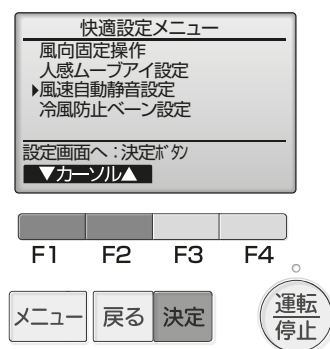 快適設定メニュー
風向固定操作
人感ムーブアイ設定
▶風速自動静音設定
冷風防止ベーン設定
設定画面へ：決定ﾎﾞﾀﾝ
▼カーソル▲
F1 F2 F3 F4
メニュー 戻る 決定 運転
停止